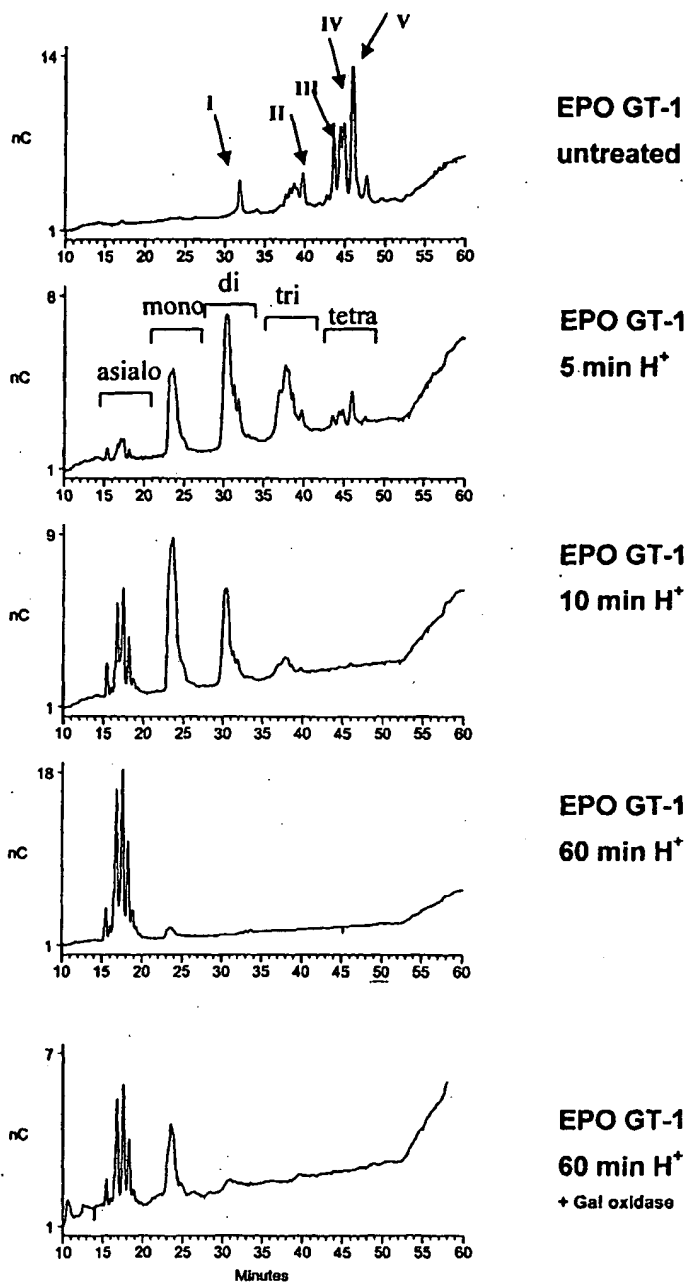 IV
V
14
III
I
II
nC
1
10 15 20 25 30 35 40 45 50 55 60
EPO GT-1
untreated
8
asialo
mono
di
tri
tetra
nC
1
10 15 20 25 30 35 40 45 50 55 60
EPO GT-1
5 min H⁺
9
nC
1
10 15 20 25 30 35 40 45 50 55 60
EPO GT-1
10 min H⁺
18
nC
1
10 15 20 25 30 35 40 45 50 55 60
EPO GT-1
60 min H⁺
7
nC
1
10 15 20 25 30 35 40 45 50 55 60
Minutes
EPO GT-1
60 min H⁺
+ Gal oxidase